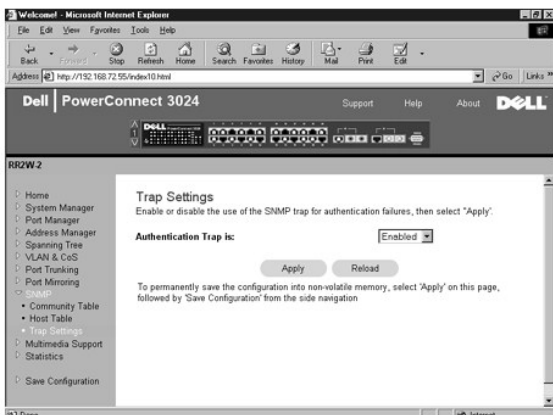 Welcome! - Microsoft Internet Explorer
File Edit View Favorites Tools Help
Back Forward Stop Refresh Home Search Favorites History Mail Print Edit
Address http://192.168.72.55/index10.html Go Links »
Dell PowerConnect 3024 Support Help About DELL
DELL
RR2W-2
Home
System Manager
Port Manager
Address Manager
Spanning Tree
VLAN & CoS
Port Trunking
Port Mirroring
SNMP
• Community Table
• Host Table
• Trap Settings
Multimedia Support
Statistics
Save Configuration
Trap Settings
Enable or disable the use of the SNMP trap for authentication failures, then select "Apply'.
Authentication Trap is: Enabled
Apply Reload
To permanently save the configuration into non-volatile memory, select 'Apply' on this page,
followed by 'Save Configuration' from the side navigation
Done Internet